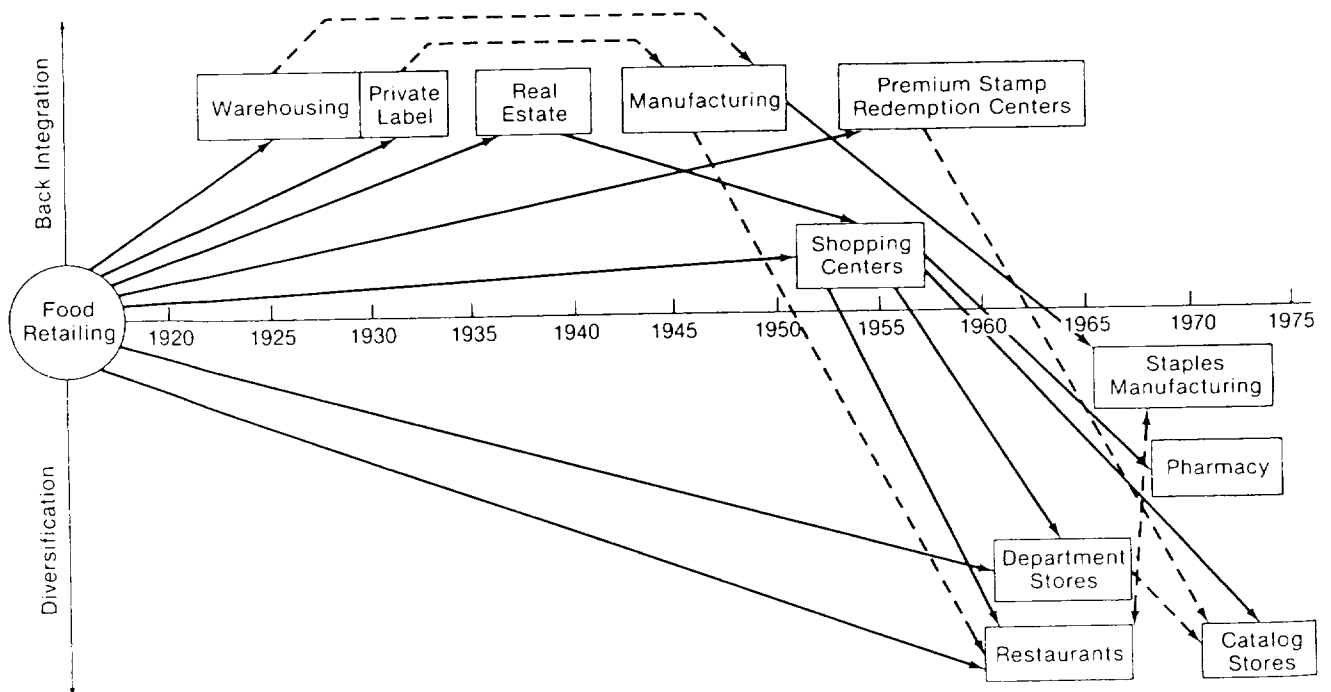 Back Integration
Warehousing
Private
Label
Real
Estate
Manufacturing
Premium Stamp
Redemption Centers
Shopping
Centers
Food
Retailing
1920 1925 1930 1935 1940 1945 1950 1955 1960 1965 1970 1975
Staples
Manufacturing
Pharmacy
Diversification
Department
Stores
Restaurants
Catalog
Stores